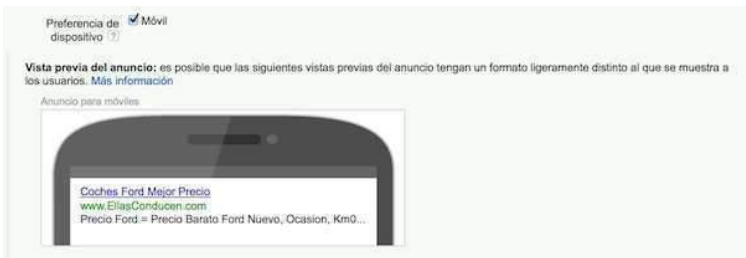 Preferencia de Móvil
dispositivo ?
Vista previa del anuncio: es posible que las siguientes vistas previas del anuncio tengan un formato ligeramente distinto al que se muestra a
los usuarios. Más información
Anuncio para móviles
Coches Ford Mejor Precio
www.EllasConducen.com
Precio Ford = Precio Barato Ford Nuevo, Ocasion, Km0...